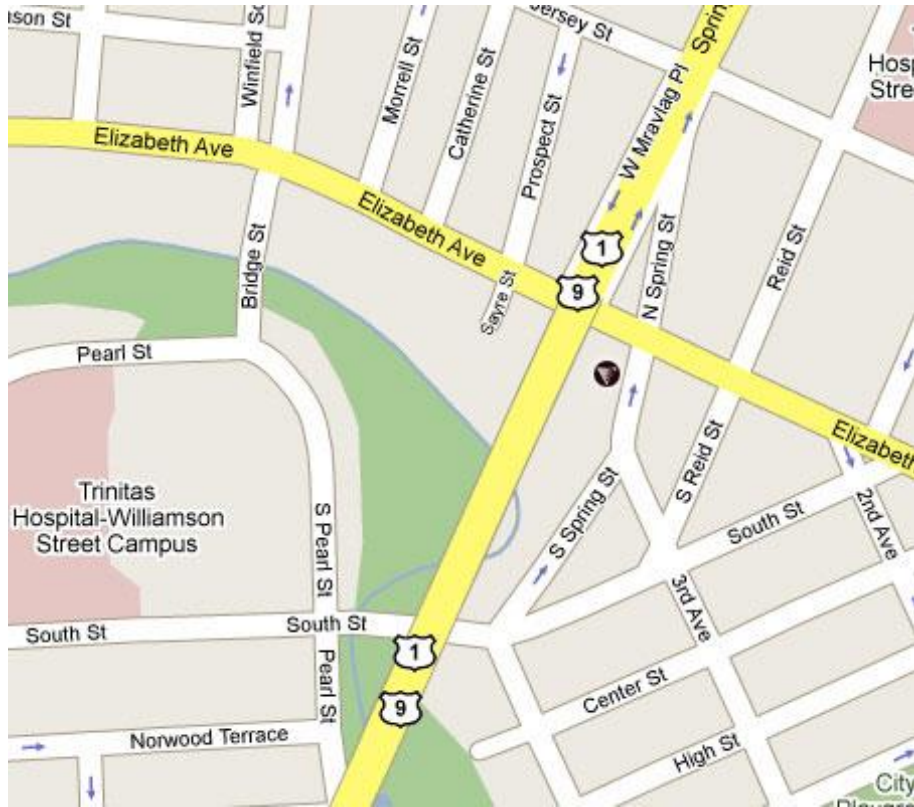 son St
Winfield Sc
Morrell St
Catherine St
Jersey St
Prospect St
W Mravlag Pl
Spring
Hosp
Stree
Elizabeth Ave
Elizabeth Ave
Bridge St
Sayre St
1
9
N Spring St
Reid St
Pearl St
Elizabeth
S Reid St
Trinitas
Hospital-Williamson
Street Campus
S Pearl St
S Spring St
South St
2nd Ave
3rd Ave
South St
South St
Pearl St
1
9
Center St
Norwood Terrace
High St
City